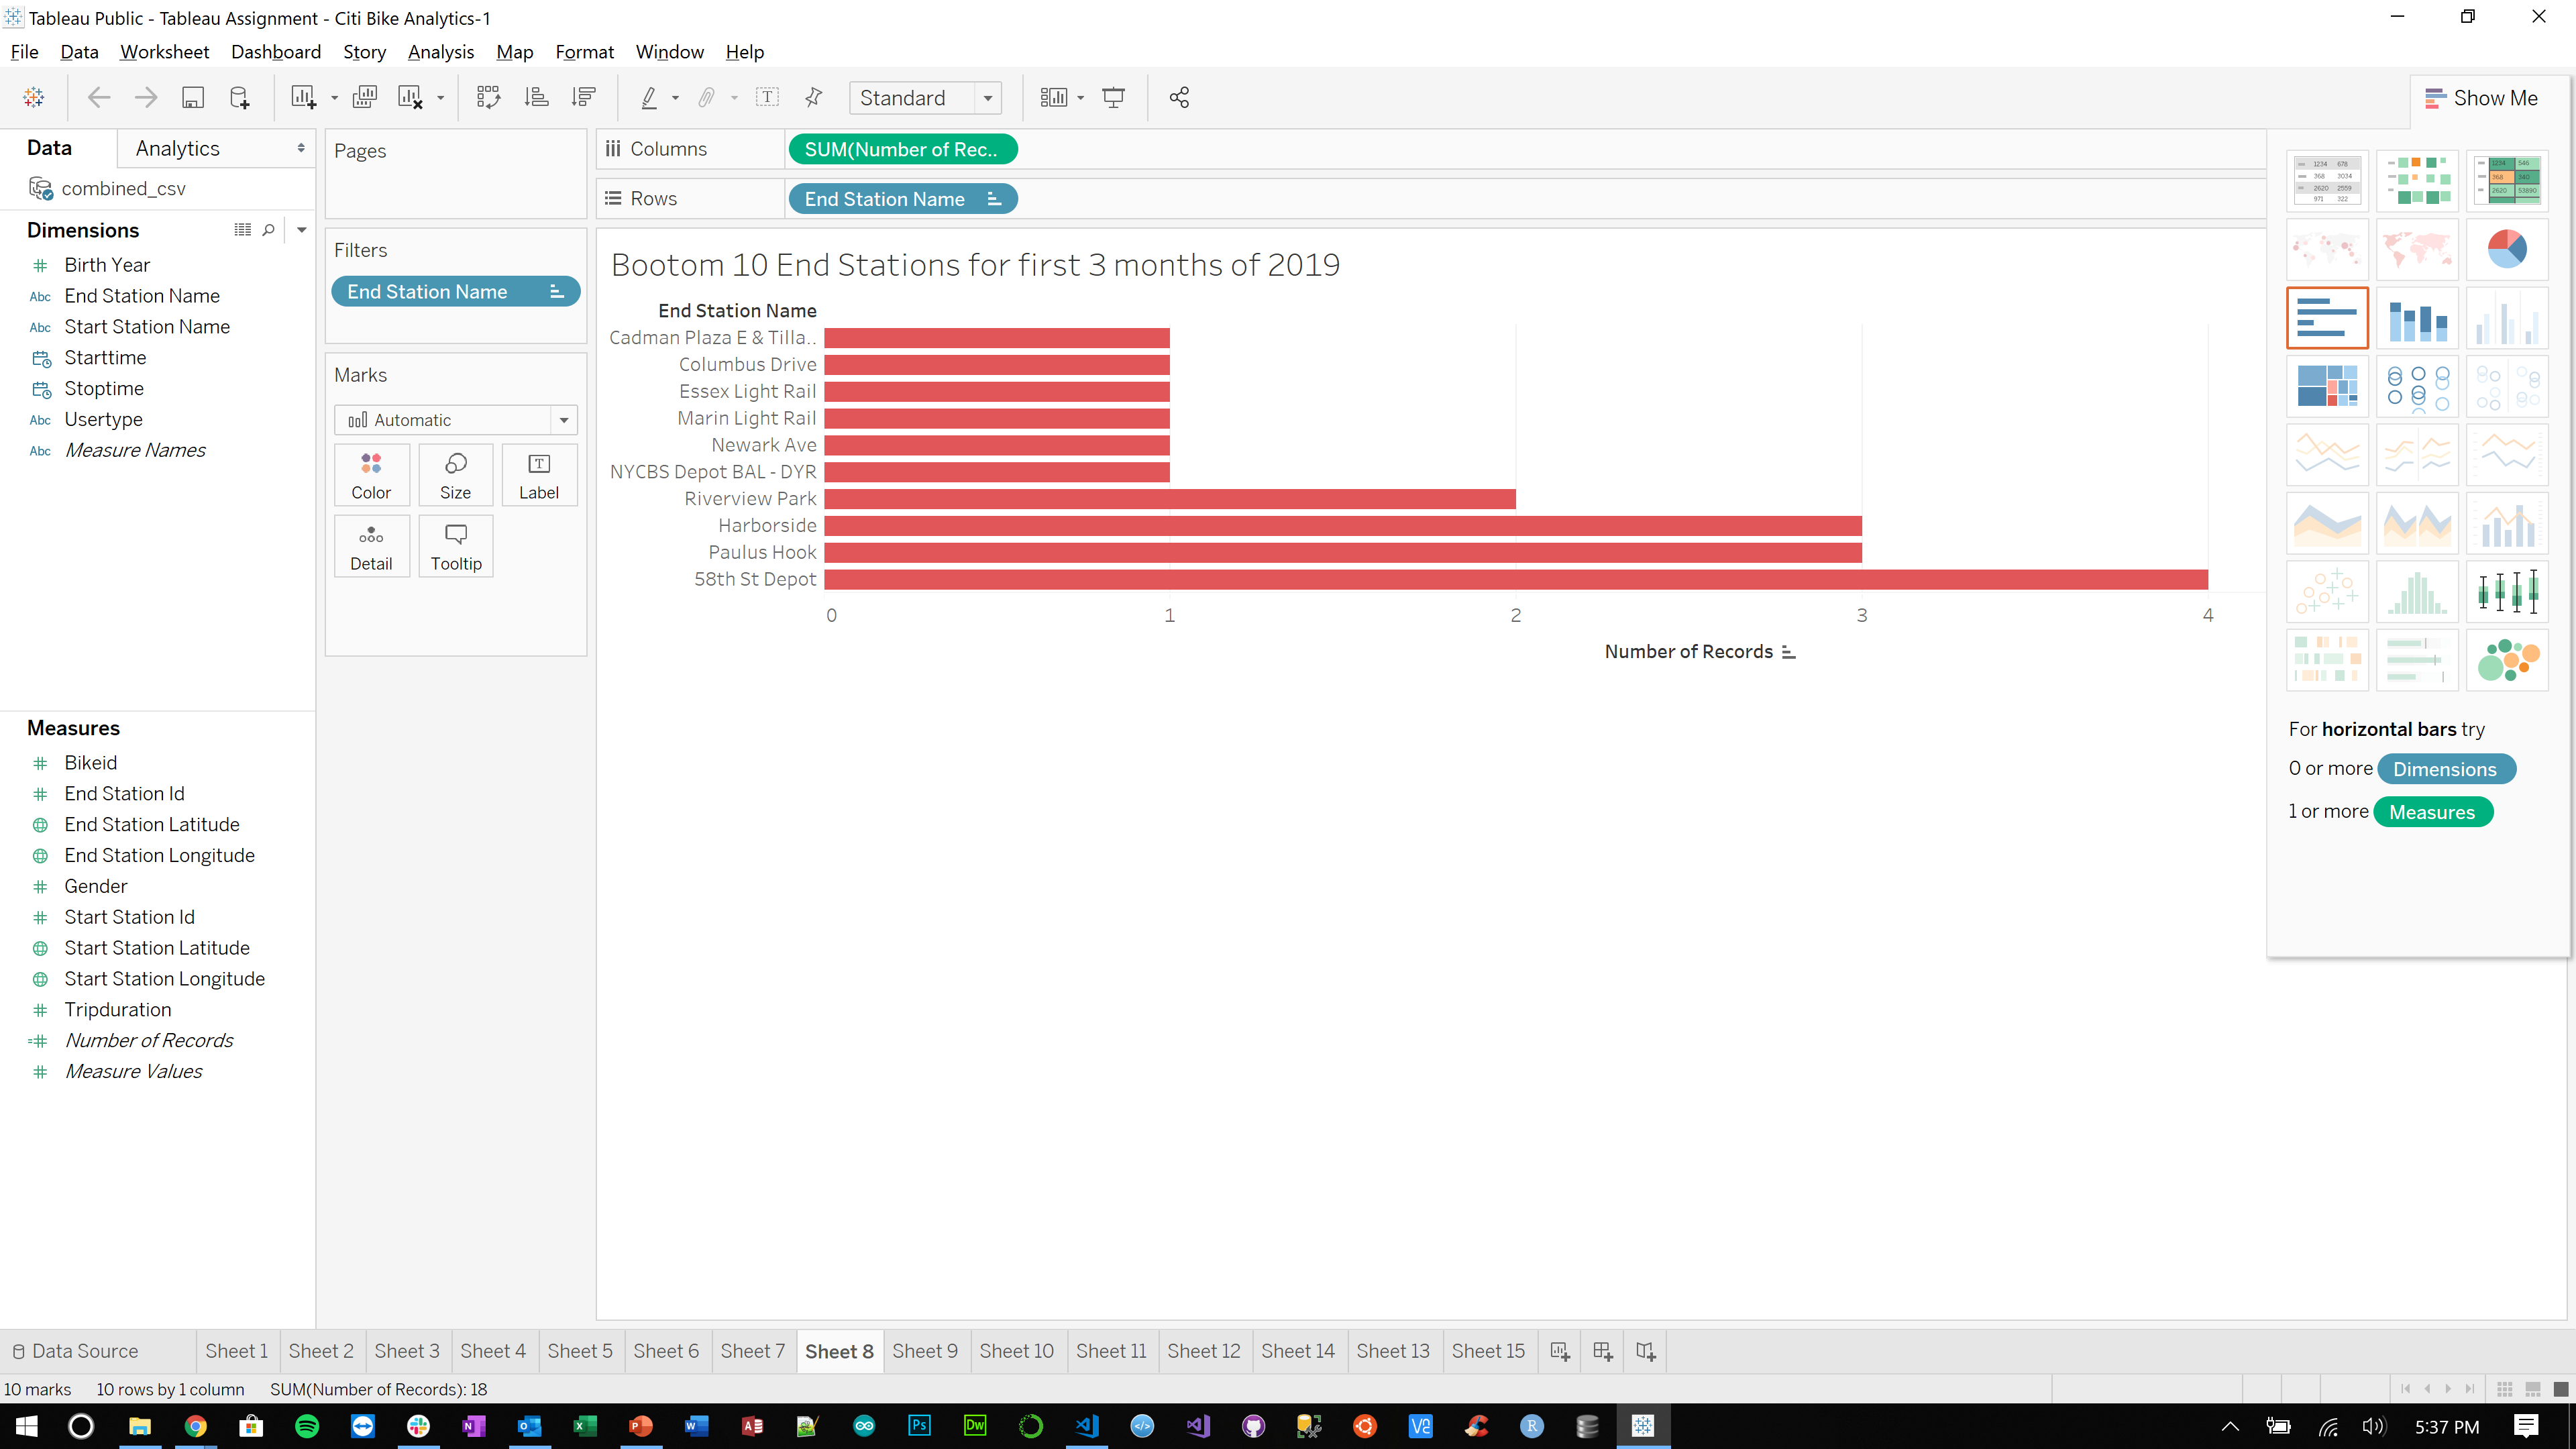 Tableau Public - Tableau Assignment - Citi Bike Analytics-1
File Data Worksheet Dashboard Story Analysis Map Format Window Help
Standard
Show Me
Data Analytics
combined_csv
Dimensions
Birth Year
Abc End Station Name
Abc Start Station Name
Starttime
Stoptime
Abc Usertype
Abc Measure Names
Measures
Bikeid
End Station Id
End Station Latitude
End Station Longitude
Gender
Start Station Id
Start Station Latitude
Start Station Longitude
Tripduration
Number of Records
Measure Values
Pages
Filters
End Station Name
Marks
Automatic
Color Size Label
Detail Tooltip
Columns SUM(Number of Rec..
Rows End Station Name
Bootom 10 End Stations for first 3 months of 2019
End Station Name
Cadman Plaza E & Tilla..
Columbus Drive
Essex Light Rail
Marin Light Rail
Newark Ave
NYCBS Depot BAL - DYR
Riverview Park
Harborside
Paulus Hook
58th St Depot
0 1 2 3 4
Number of Records
For horizontal bars try
0 or more Dimensions
1 or more Measures
Data Source Sheet 1 Sheet 2 Sheet 3 Sheet 4 Sheet 5 Sheet 6 Sheet 7 Sheet 8 Sheet 9 Sheet 10 Sheet 11 Sheet 12 Sheet 14 Sheet 13 Sheet 15
10 marks 10 rows by 1 column SUM(Number of Records): 18
5:37 PM